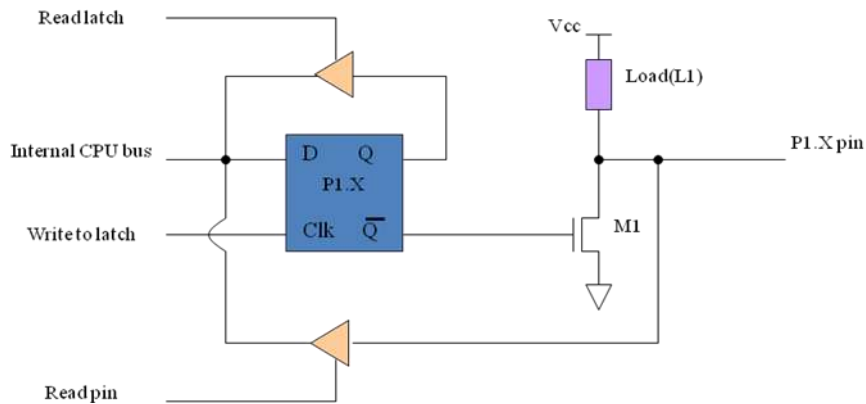 Read latch
Vcc
Load(L1)
Internal CPU bus
D Q
P1.X pin
P1.X
Write to latch
Clk Q̅
M1
Read pin